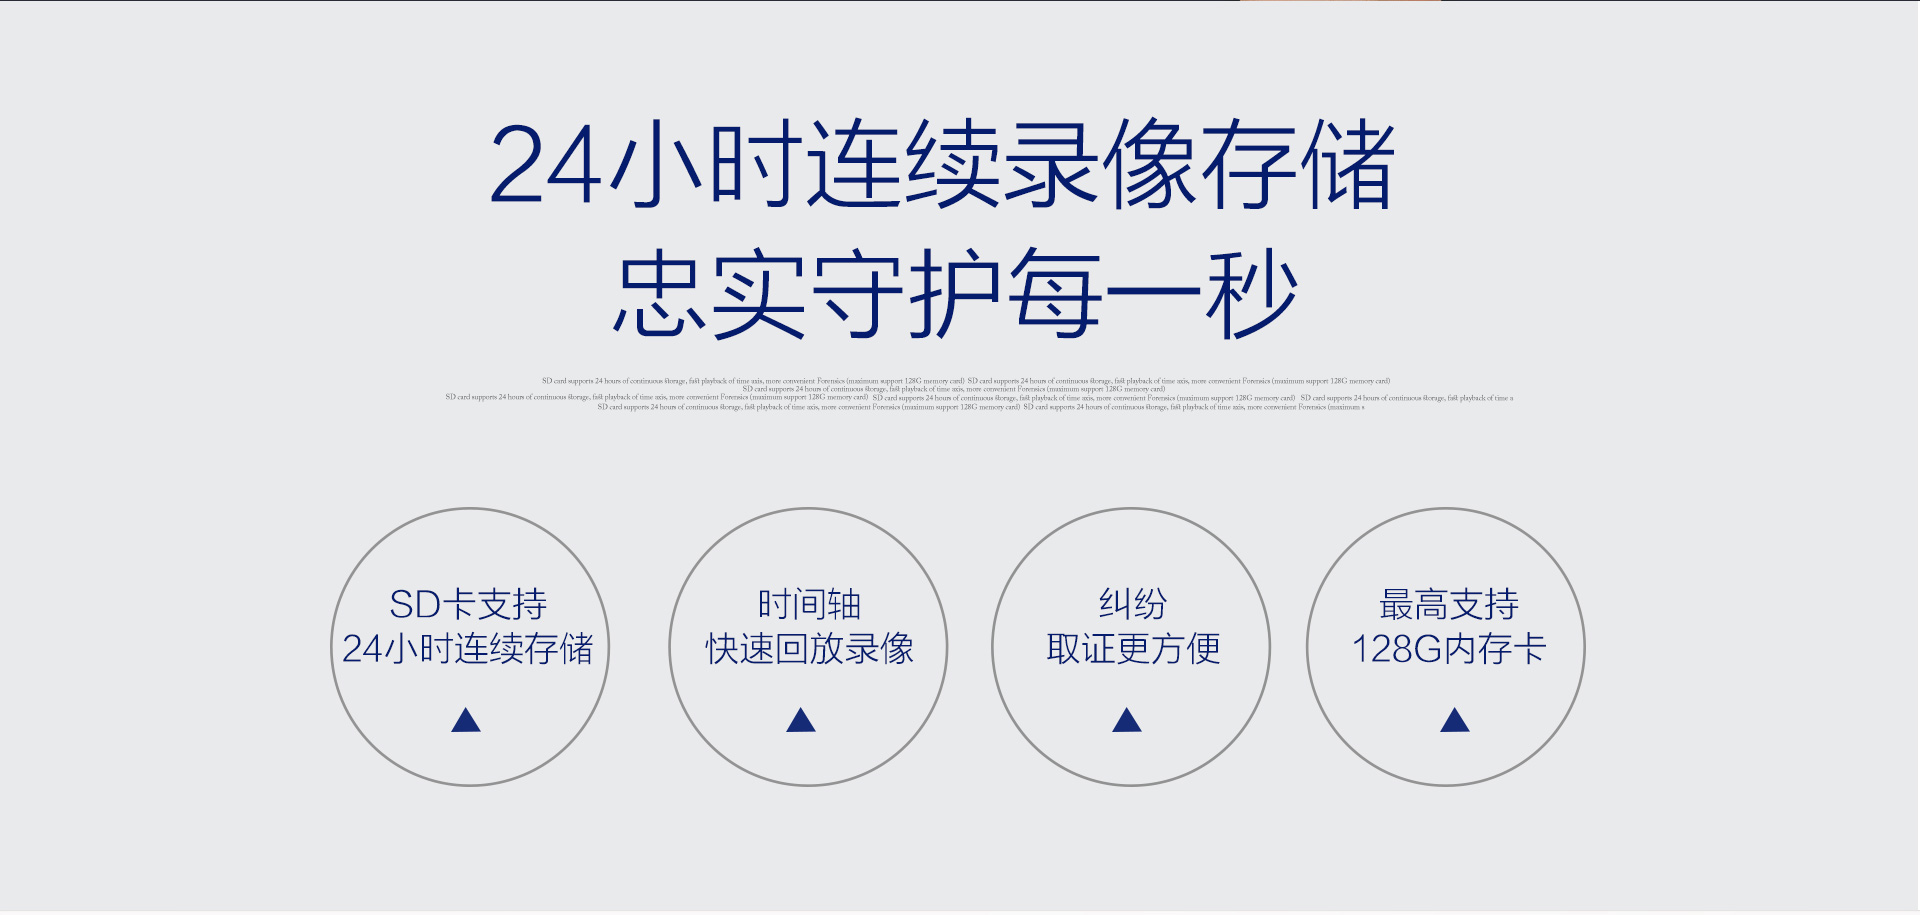 24小时连续录像存储
忠实守护每一秒
SD card supports 24 hours of continuous storage, fast playback of time axis, more convenient Forensics (maximum support 128G memory card) SD card supports 24 hours of continuous storage, fast playback of time axis, more convenient Forensics (maximum support 128G memory card)
SD card supports 24 hours of continuous storage, fast playback of time axis, more convenient Forensics (maximum support 128G memory card)
SD card supports 24 hours of continuous storage, fast playback of time axis, more convenient Forensics (maximum support 128G memory card) SD card supports 24 hours of continuous storage, fast playback of time axis, more convenient Forensics (maximum support 128G memory card) SD card supports 24 hours of continuous storage, fast playback of time a
SD card supports 24 hours of continuous storage, fast playback of time axis, more convenient Forensics (maximum support 128G memory card) SD card supports 24 hours of continuous storage, fast playback of time axis, more convenient Forensics (maximum s
SD卡支持
24小时连续存储
时间轴
快速回放录像
纠纷
取证更方便
最高支持
128G内存卡